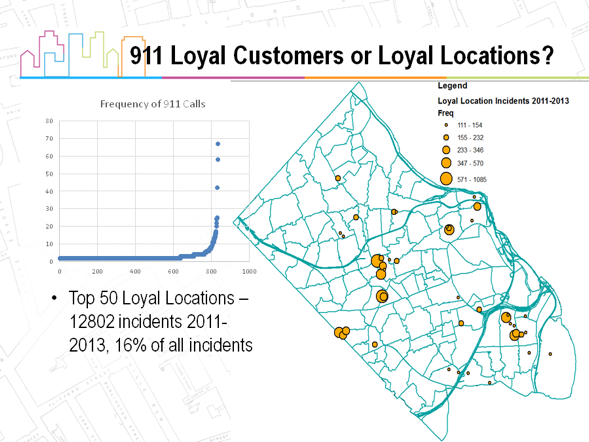 911 Loyal Customers or Loyal Locations?
Frequency of 911 Calls
80
70
60
50
40
30
20
10
0
0 200 400 600 800 1000
• Top 50 Loyal Locations –
12802 incidents 2011-
2013, 16% of all incidents
Legend
Loyal Location Incidents 2011-2013
Freq
111 - 154
155 - 232
233 - 346
347 - 570
571 - 1085